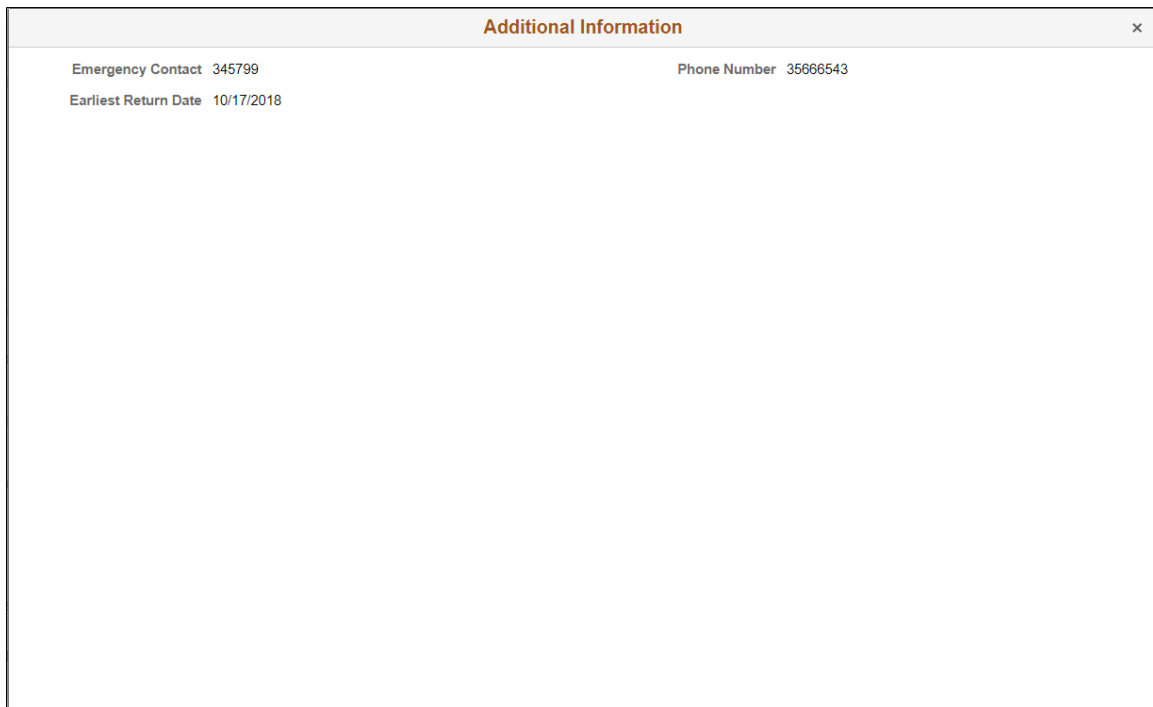 Additional Information ×
Emergency Contact 345799 Phone Number 35666543
Earliest Return Date 10/17/2018